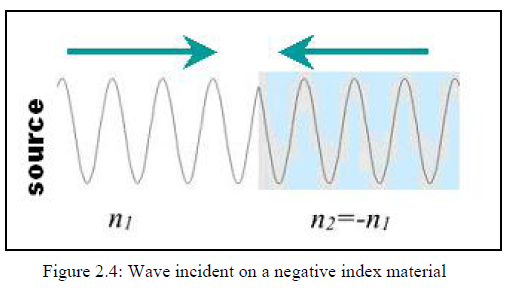 source
n1
n2=-n1
Figure 2.4: Wave incident on a negative index material